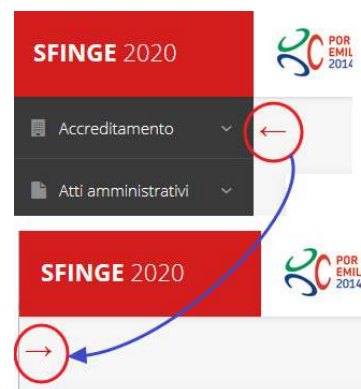 SFINGE 2020
POR
EMIL
2014
Accreditamento
←
Atti amministrativi
SFINGE 2020
POR
EMIL
2014
→